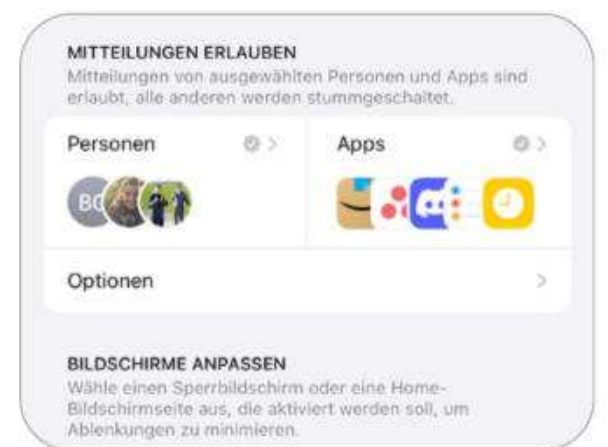 MITTEILUNGEN ERLAUBEN
Mitteilungen von ausgewählten Personen und Apps sind
erlaubt, alle anderen werden stummgeschaltet.
Personen
Apps
Optionen
BILDSCHIRME ANPASSEN
Wähle einen Sperrbildschirm oder eine Home-
Bildschirmseite aus, die aktiviert werden soll, um
Ablenkungen zu minimieren.